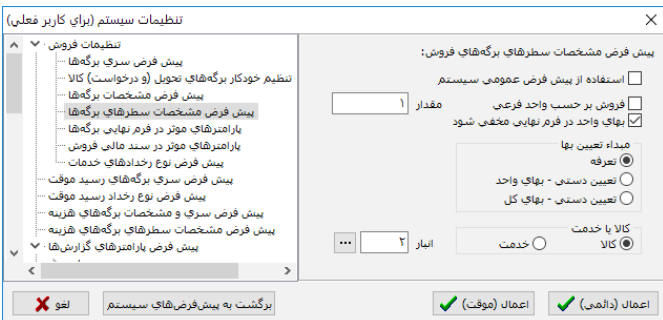 تنظيمات سيستم (براي كاربر فعلي)
تنظيمات فروش
پيش فرض سري برگه‌ها
تنظيم خودكار برگه‌هاي تحويل (و درخواست) كالا
پيش فرض مشخصات برگه‌ها
پيش فرض مشخصات سطرهاي برگه‌ها
پارامترهاي موثر در فرم نهايي برگه‌ها
پارامترهاي موثر در سند مالي فروش
پيش فرض نوع رخدادهاي خدمات
پيش فرض سري برگه‌هاي رسيد موقت
پيش فرض نوع رخداد رسيد موقت
پيش فرض سري و مشخصات برگه‌هاي هزينه
پيش فرض مشخصات سطرهاي برگه‌هاي هزينه
پيش فرض پارامترهاي گزارش‌ها
پيش فرض مشخصات سطرهاي برگه‌هاي فروش:
استفاده از پيش فرض عمومي سيستم
فروش بر حسب واحد فرعي
مقدار ۱
بهاي واحد در فرم نهايي مخفي شود
مبداء تعيين بها
تعرفه
تعيين دستي - بهاي واحد
تعيين دستي - بهاي كل
كالا يا خدمت
كالا
خدمت
انبار ۲ ...
اعمال (دائمي)
اعمال (موقت)
برگشت به پيش‌فرض‌هاي سيستم
لغو